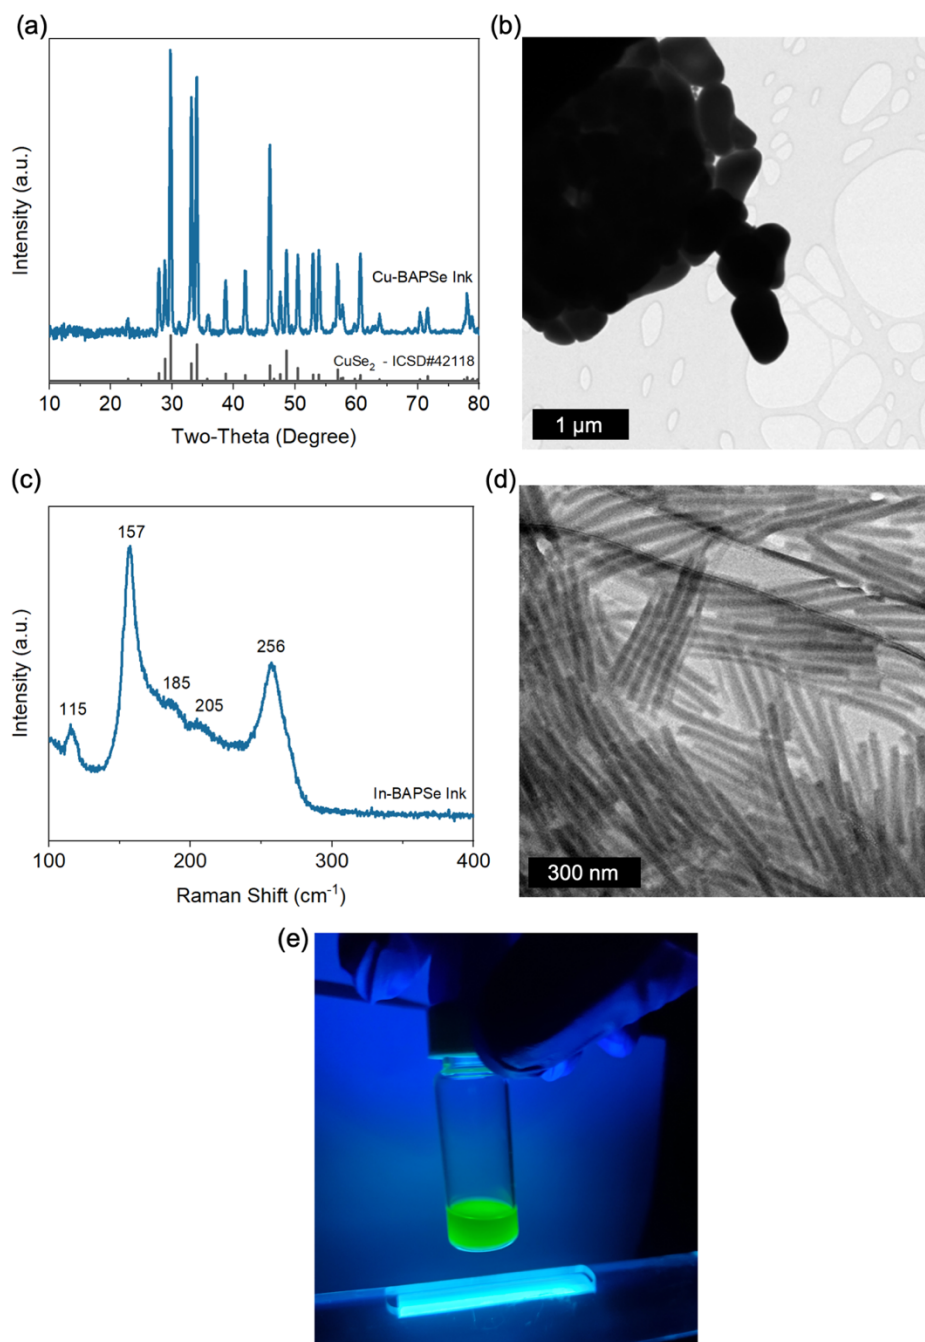 (a)
Intensity (a.u.)
Cu-BAPSe Ink
CuSe₂ - ICSD#42118
10 20 30 40 50 60 70 80
Two-Theta (Degree)
(b)
1 µm
(c)
Intensity (a.u.)
115
157
185
205
256
In-BAPSe Ink
100 200 300 400
Raman Shift (cm⁻¹)
(d)
300 nm
(e)